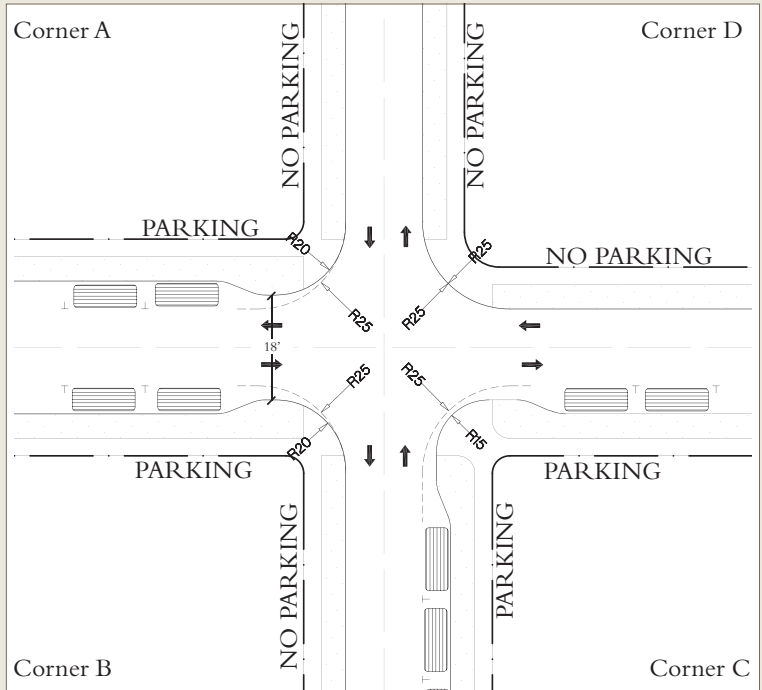 Corner A
Corner D
NO PARKING
NO PARKING
PARKING
NO PARKING
R20
R25
R25
R25
18'
R25
R25
R20
R15
PARKING
PARKING
NO PARKING
PARKING
Corner B
Corner C